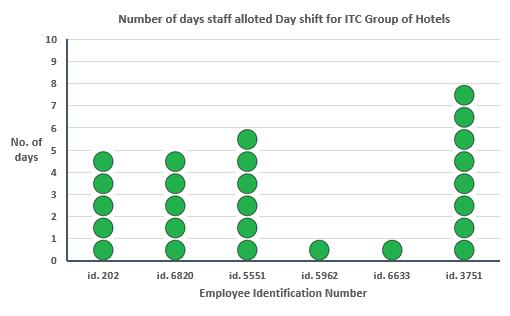 Number of days staff alloted Day shift for ITC Group of Hotels
10
9
8
7
6
5
4
3
2
1
0
No. of
days
id. 202 id. 6820 id. 5551 id. 5962 id. 6633 id. 3751
Employee Identification Number